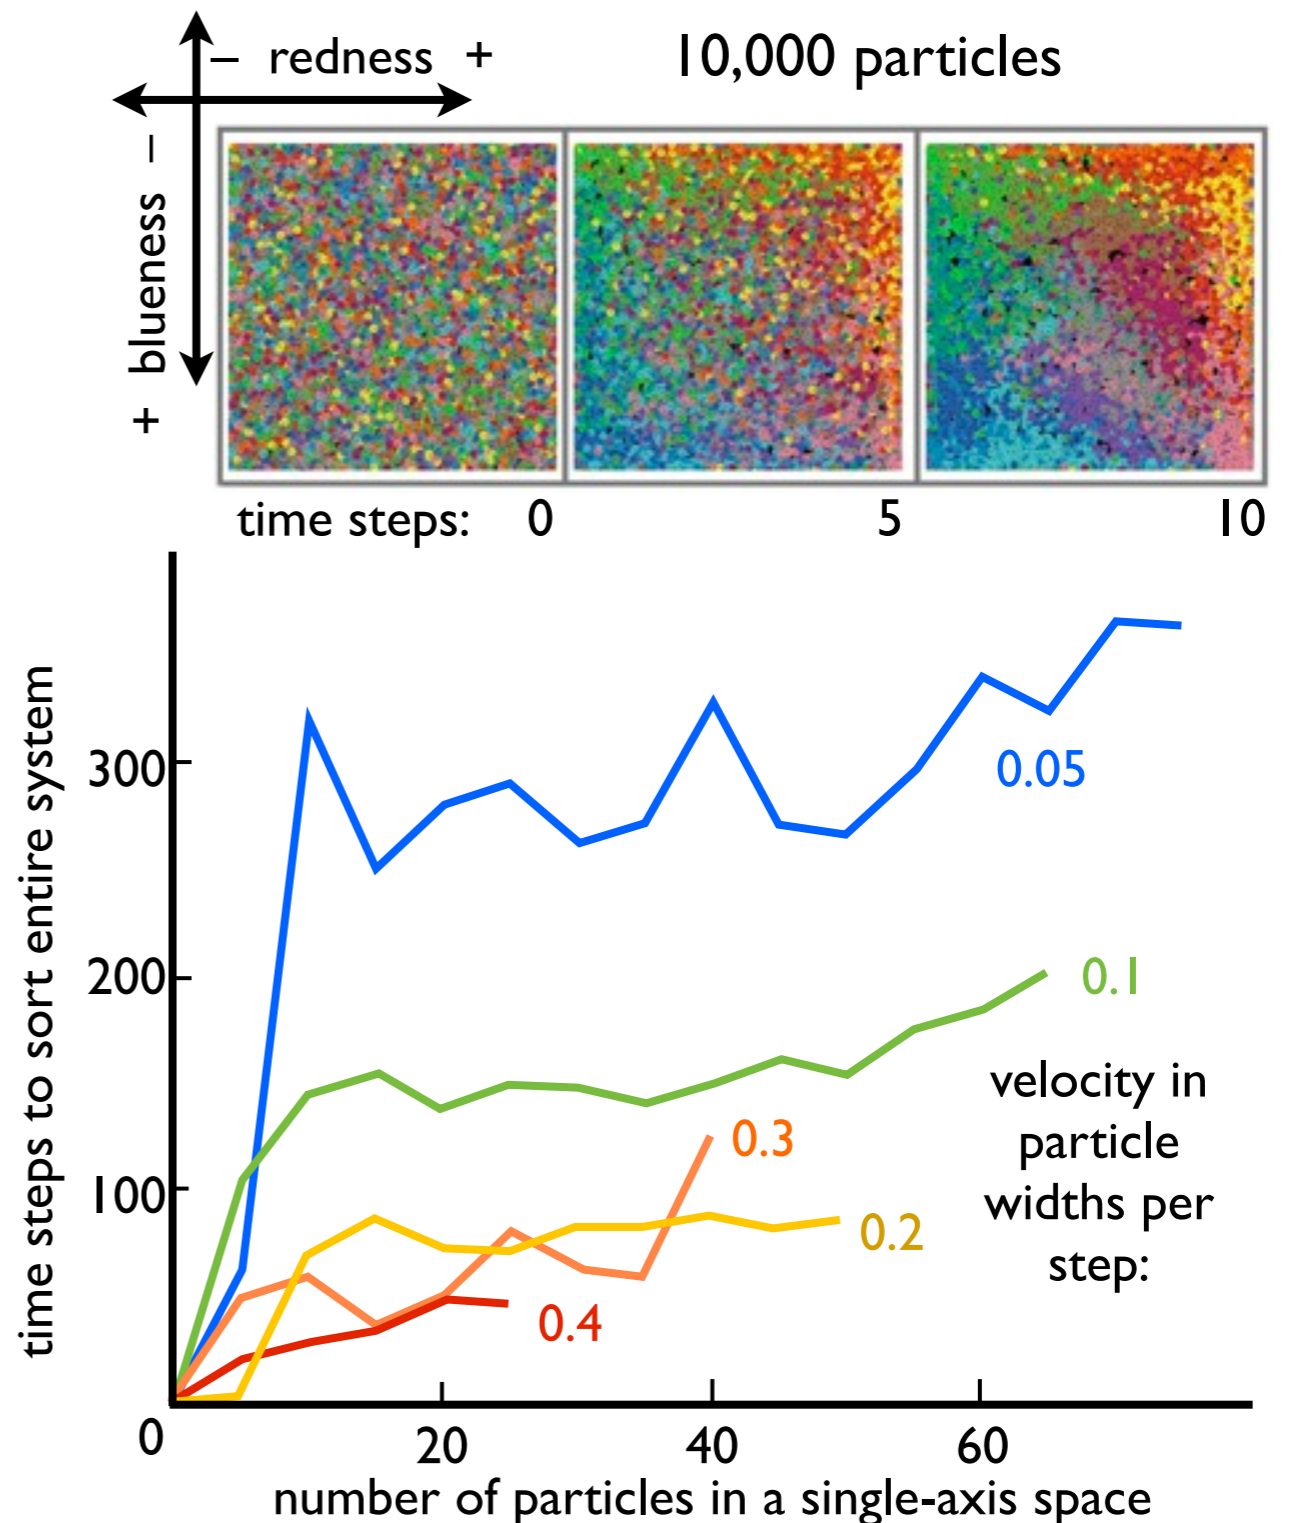 – redness +
10,000 particles
+ blueness –
time steps: 0 5 10
time steps to sort entire system
300
200
100
0
20 40 60
number of particles in a single-axis space
0.05
0.1
0.3
0.2
0.4
velocity in
particle
widths per
step: